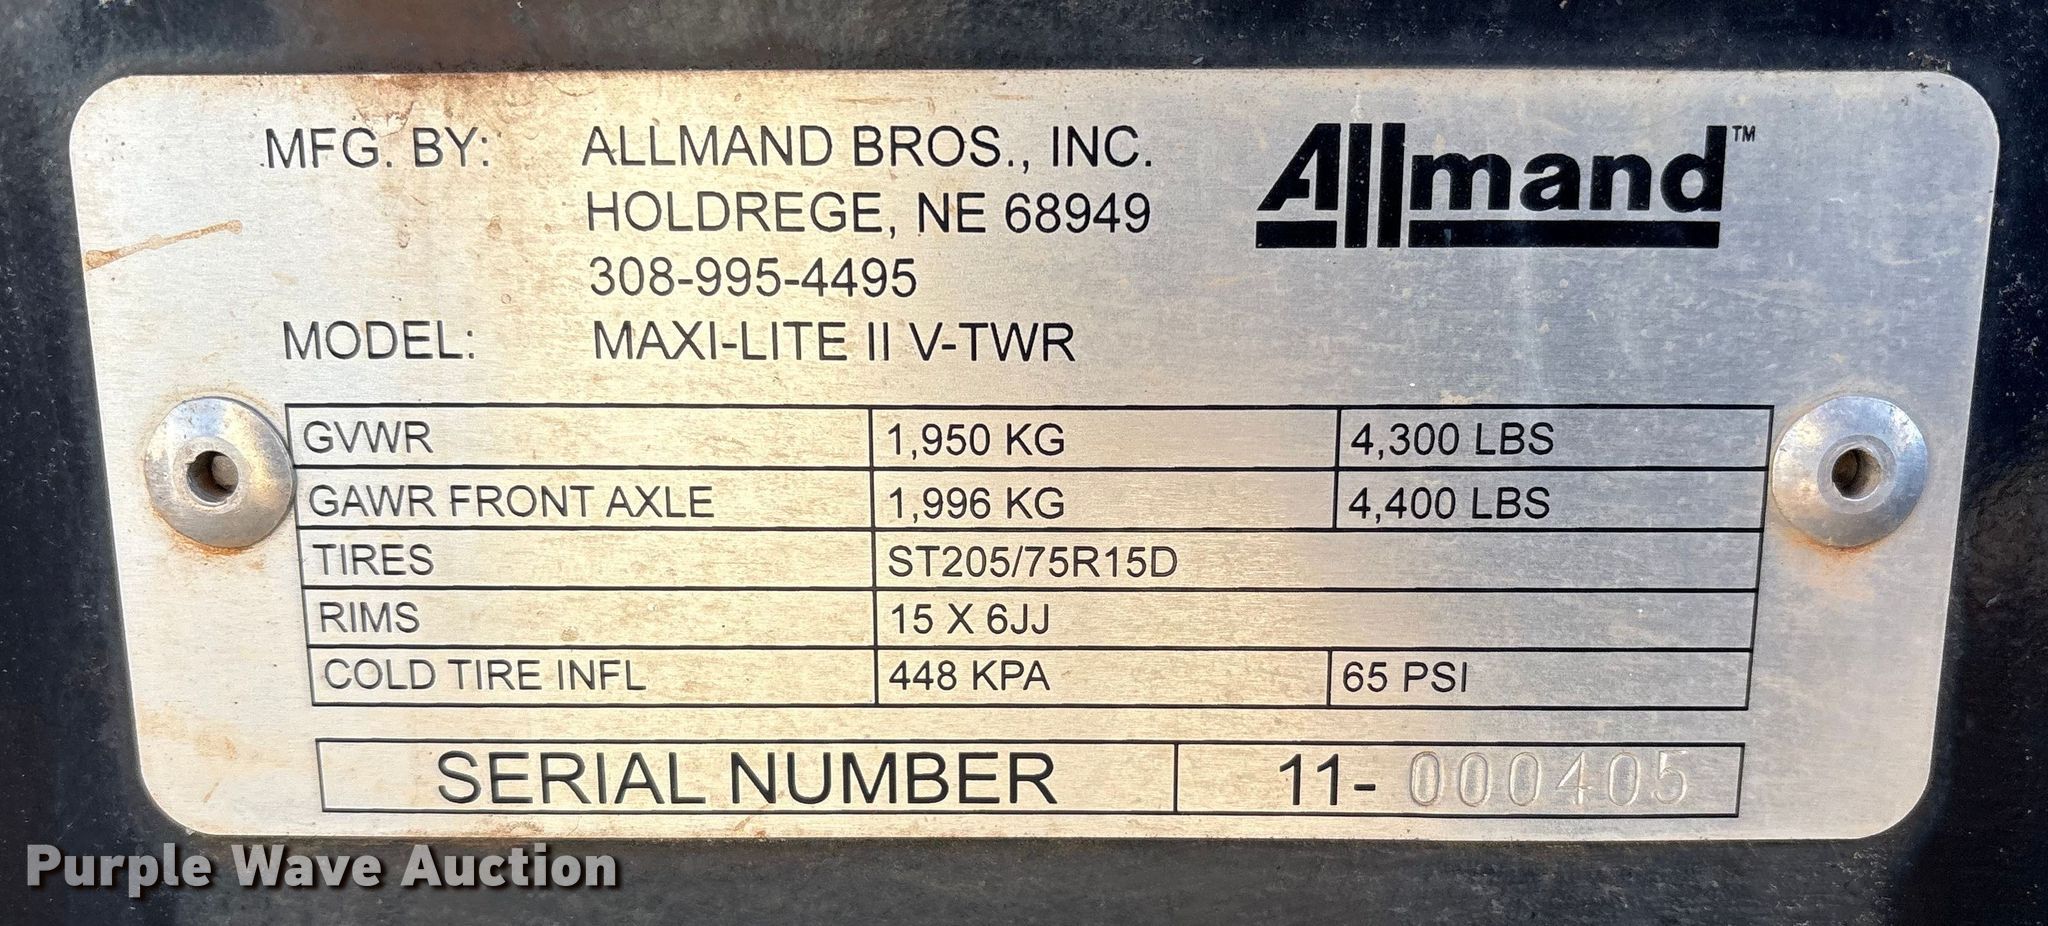 MFG. BY: ALLMAND BROS., INC.
HOLDREGE, NE 68949
308-995-4495
Allmand™
MODEL: MAXI-LITE II V-TWR
GVWR 1,950 KG 4,300 LBS
GAWR FRONT AXLE 1,996 KG 4,400 LBS
TIRES ST205/75R15D
RIMS 15 X 6JJ
COLD TIRE INFL 448 KPA 65 PSI
SERIAL NUMBER 11-000405
Purple Wave Auction